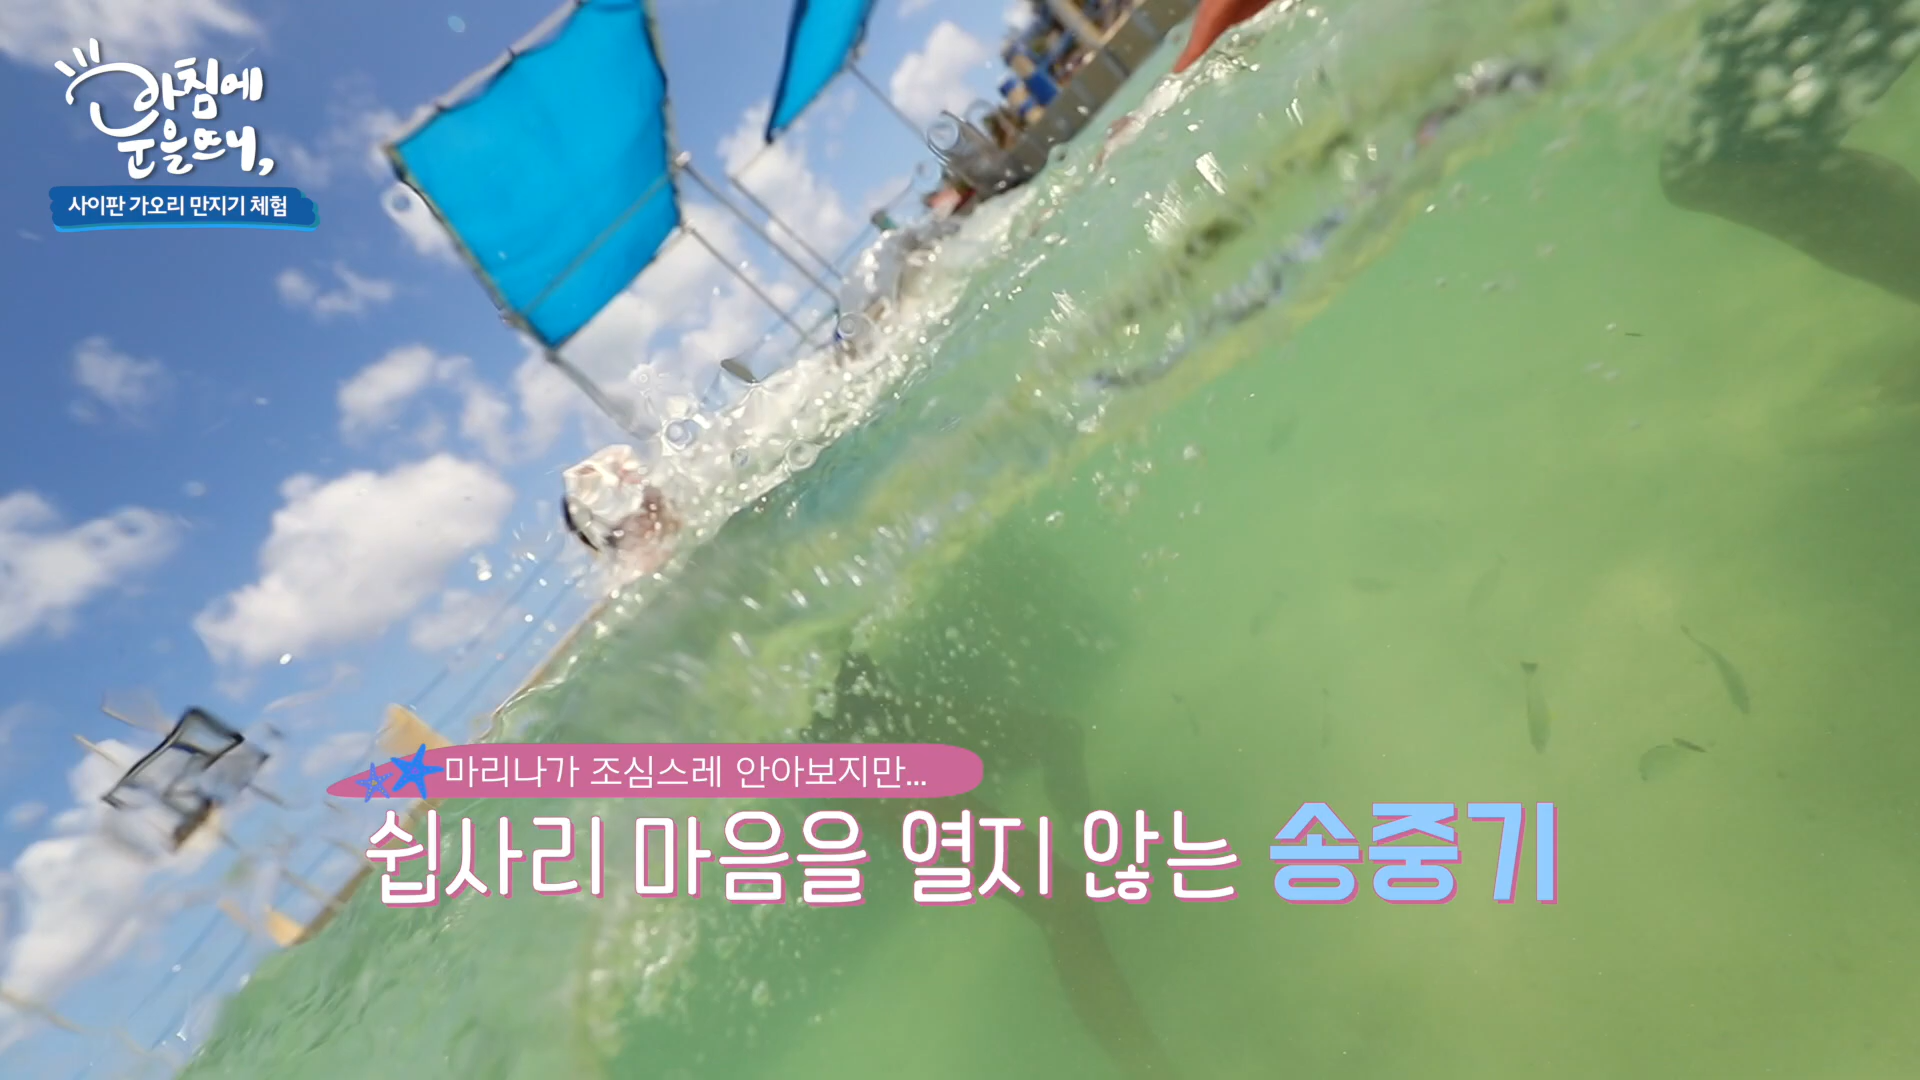 아침에
눈을뜨니,
사이판 가오리 만지기 체험
마리나가 조심스레 안아보지만...
쉽사리 마음을 열지 않는 송중기